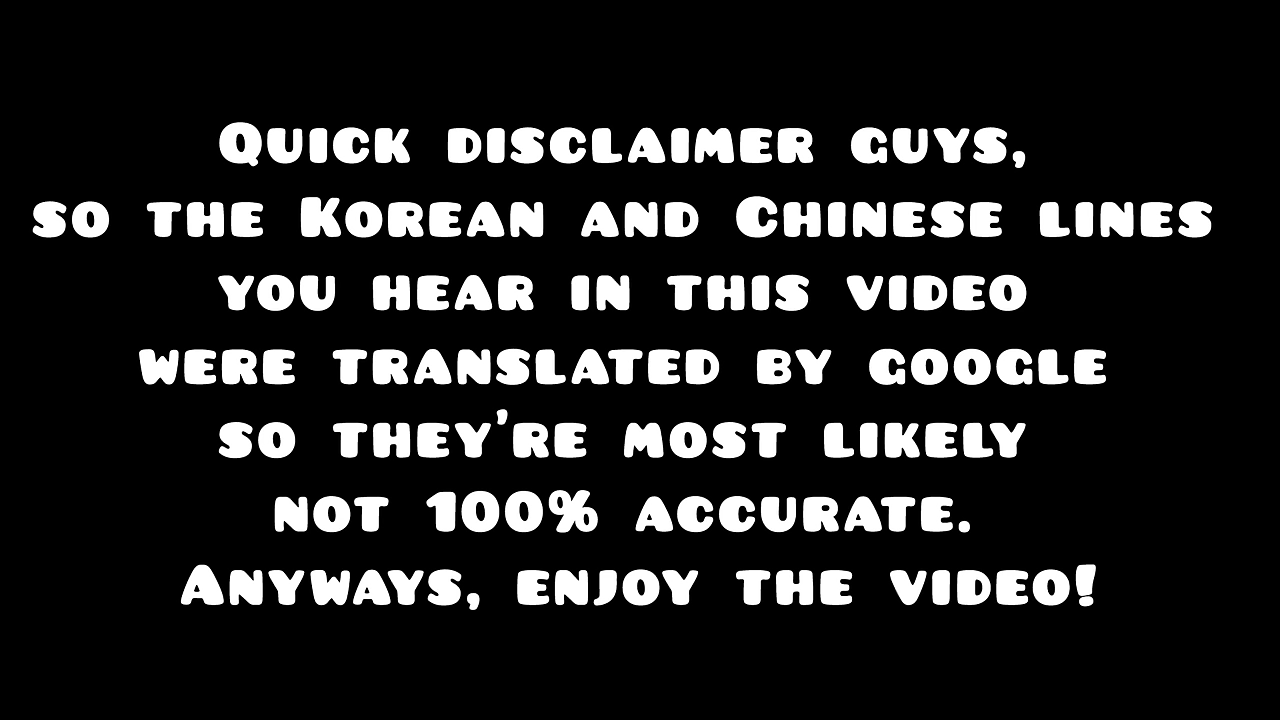 Quick disclaimer guys,
so the Korean and Chinese lines
you hear in this video
were translated by google
so they're most likely
not 100% accurate.
Anyways, enjoy the video!